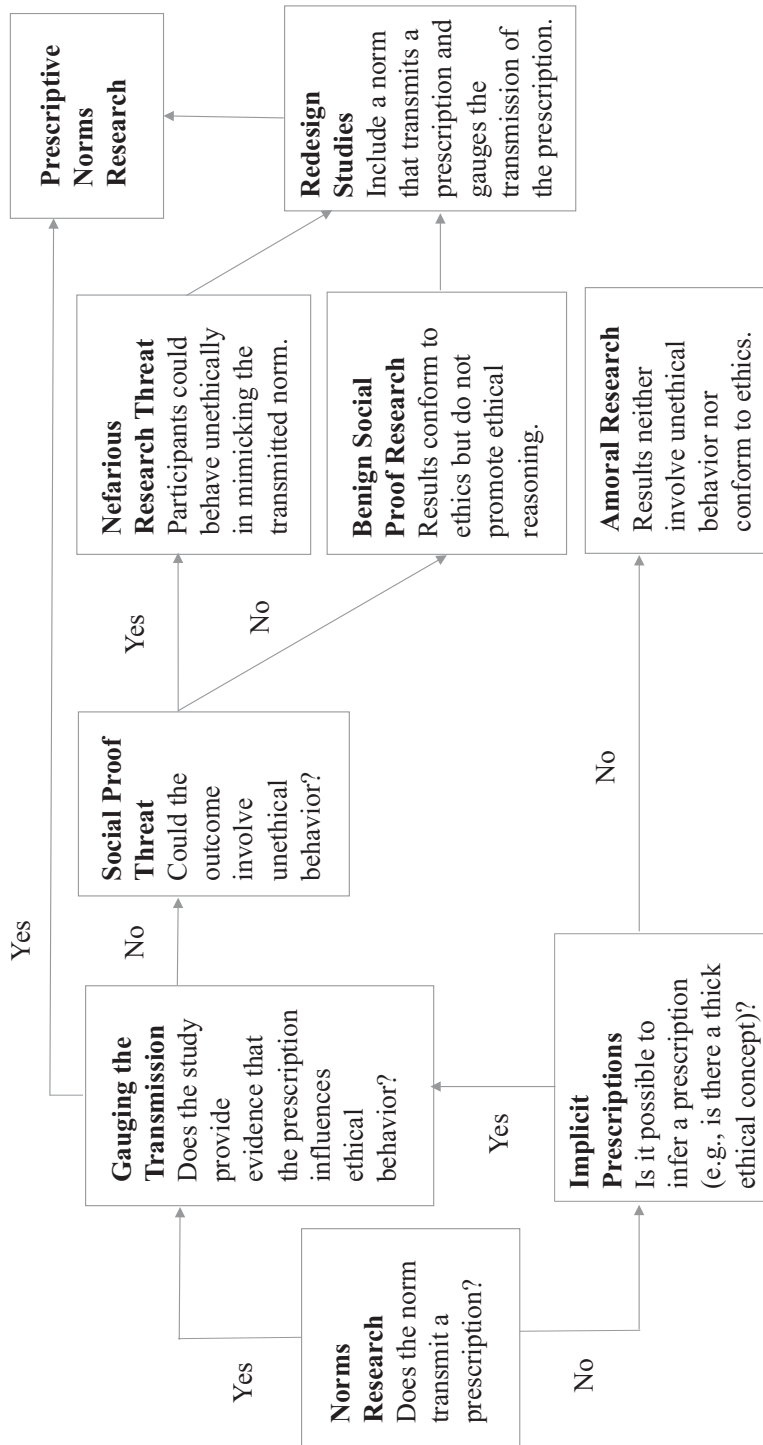 Norms
Research
Does the norm
transmit a
prescription?
Yes
No
Gauging the
Transmission
Does the study
provide
evidence that
the prescription
influences
ethical
behavior?
Implicit
Prescriptions
Is it possible to
infer a prescription
(e.g., is there a thick
ethical concept)?
Yes
Yes
No
No
Social Proof
Threat
Could the
outcome
involve
unethical
behavior?
Yes
No
Nefarious
Research Threat
Participants could
behave unethically
in mimicking the
transmitted norm.
Benign Social
Proof Research
Results conform to
ethics but do not
promote ethical
reasoning.
Amoral Research
Results neither
involve unethical
behavior nor
conform to ethics.
Prescriptive
Norms
Research
Redesign
Studies
Include a norm
that transmits a
prescription and
gauges the
transmission of
the prescription.